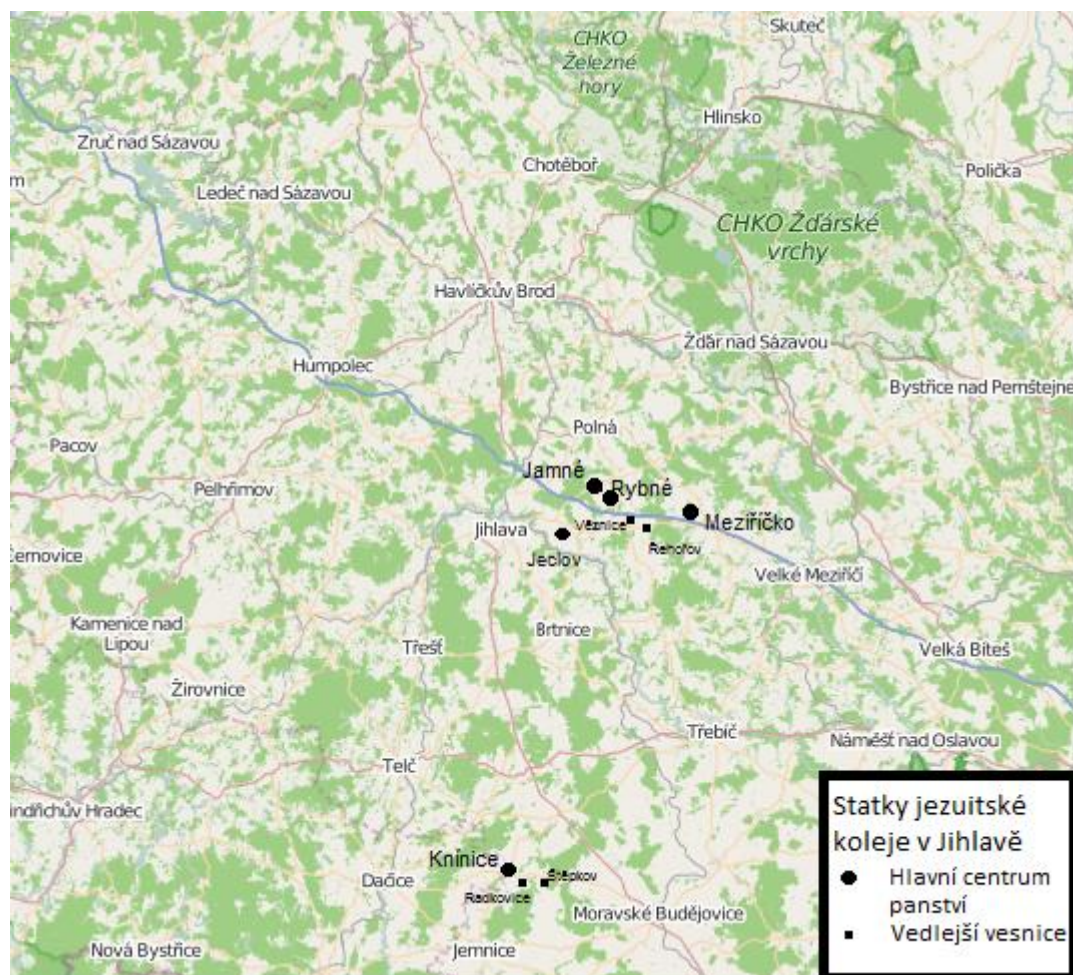 Skuteč
CHKO
Železné
hory
Hlinsko
Zruč nad Sázavou
Chotěboř
Polička
m
Ledeč nad Sázavou
CHKO Žďárské
vrchy
Havlíčkův Brod
Žďár nad Sázavou
Humpolec
Bystřice nad Pernštejne
Polná
Pacov
Jamné
Pelhřimov
Rybné
Meziříčko
Jihlava
Věznice
Řehořov
Jeclov
černovice
Velké Meziříčí
Kamenice nad
Lipou
Brtnice
Třešť
Velká Bíteš
Žirovnice
Třebíč
Náměšť nad Oslavou
Telč
indřichův Hradec
Statky jezuitské
koleje v Jihlavě
Hlavní centrum
panství
Vedlejší vesnice
Knínice
Štěpkov
Dačice
Radkovice
Moravské Budějovice
Nová Bystřice
Jemnice